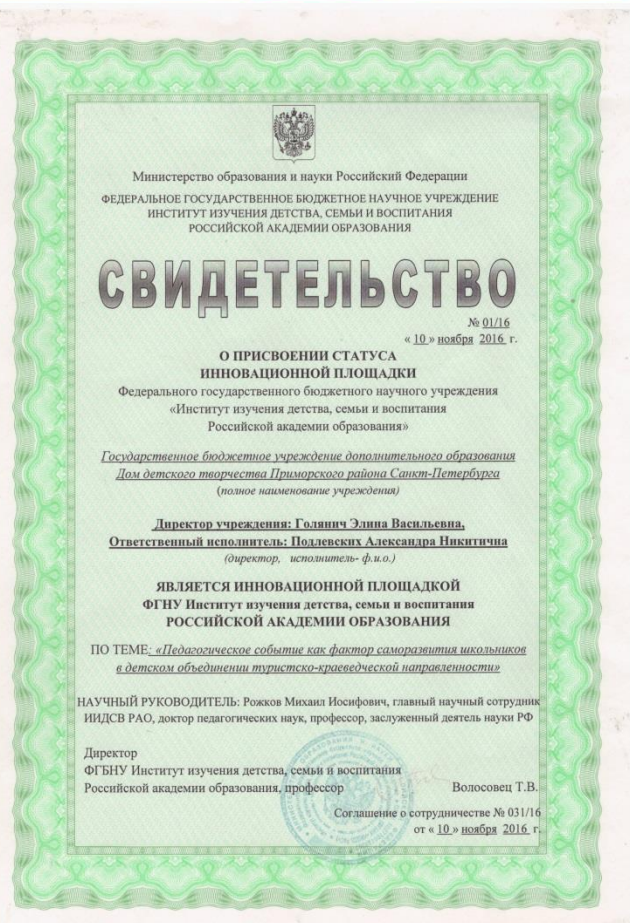 Министерство образования и науки Российский Федерации
ФЕДЕРАЛЬНОЕ ГОСУДАРСТВЕННОЕ БЮДЖЕТНОЕ НАУЧНОЕ УЧРЕЖДЕНИЕ
ИНСТИТУТ ИЗУЧЕНИЯ ДЕТСТВА, СЕМЬИ И ВОСПИТАНИЯ
РОССИЙСКОЙ АКАДЕМИИ ОБРАЗОВАНИЯ
СВИДЕТЕЛЬСТВО
№ 01/16
« 10 » ноября 2016 г.
О ПРИСВОЕНИИ СТАТУСА
ИННОВАЦИОННОЙ ПЛОЩАДКИ
Федерального государственного бюджетного научного учреждения
«Институт изучения детства, семьи и воспитания
Российской академии образования»
Государственное бюджетное учреждение дополнительного образования
Дом детского творчества Приморского района Санкт-Петербурга
(полное наименование учреждения)
Директор учреждения: Голянич Элина Васильевна,
Ответственный исполнитель: Подлевских Александра Никитична
(директор, исполнитель- ф.и.о.)
ЯВЛЯЕТСЯ ИННОВАЦИОННОЙ ПЛОЩАДКОЙ
ФГНУ Институт изучения детства, семьи и воспитания
РОССИЙСКОЙ АКАДЕМИИ ОБРАЗОВАНИЯ
ПО ТЕМЕ: «Педагогическое событие как фактор саморазвития школьников
в детском объединении туристско-краеведческой направленности»
НАУЧНЫЙ РУКОВОДИТЕЛЬ: Рожков Михаил Иосифович, главный научный сотрудник
ИИДСВ РАО, доктор педагогических наук, профессор, заслуженный деятель науки РФ
Директор
ФГБНУ Институт изучения детства, семьи и воспитания
Российской академии образования, профессор Волосовец Т.В.
Соглашение о сотрудничестве № 031/16
от « 10 » ноября 2016 г.